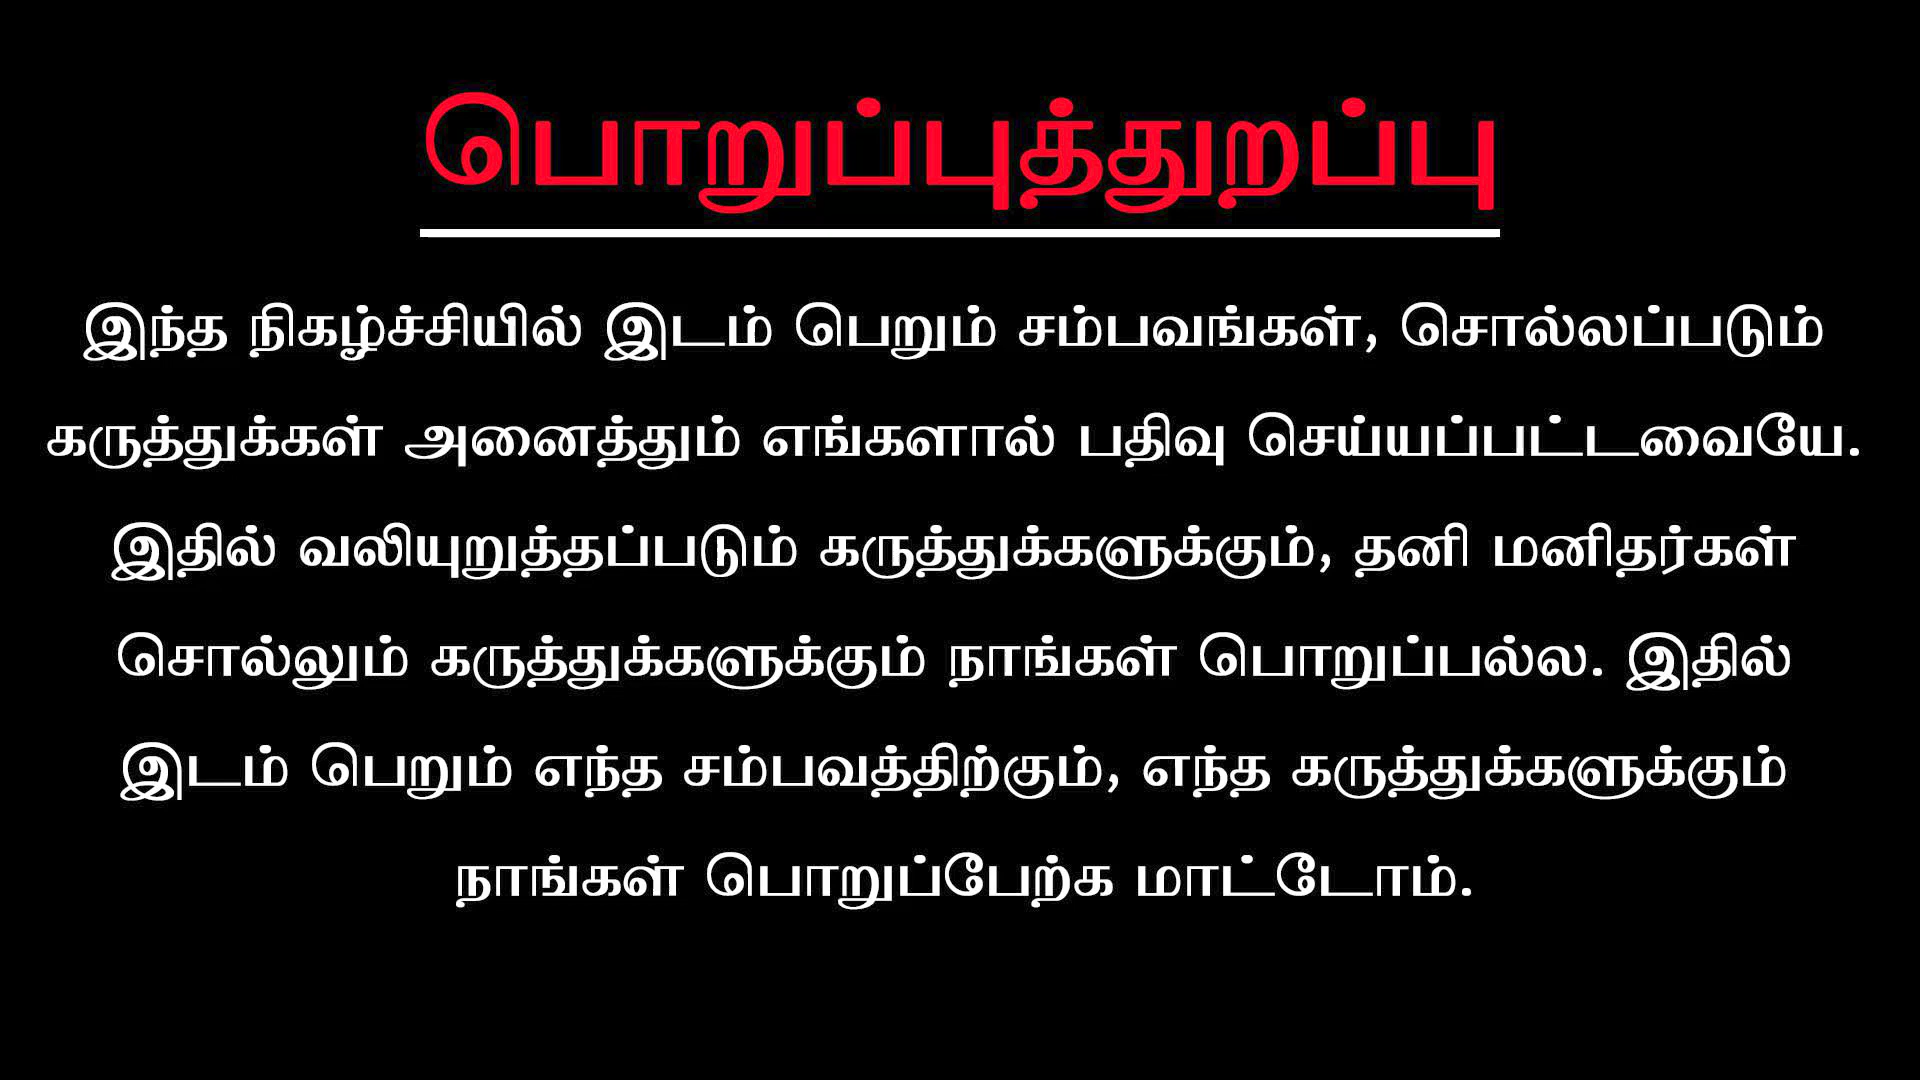 பொறுப்புத்துறப்பு
இந்த நிகழ்ச்சியில் இடம் பெறும் சம்பவங்கள், சொல்லப்படும்
கருத்துக்கள் அனைத்தும் எங்களால் பதிவு செய்யப்பட்டவையே.
இதில் வலியுறுத்தப்படும் கருத்துக்களுக்கும், தனி மனிதர்கள்
சொல்லும் கருத்துக்களுக்கும் நாங்கள் பொறுப்பல்ல. இதில்
இடம் பெறும் எந்த சம்பவத்திற்கும், எந்த கருத்துக்களுக்கும்
நாங்கள் பொறுப்பேற்க மாட்டோம்.